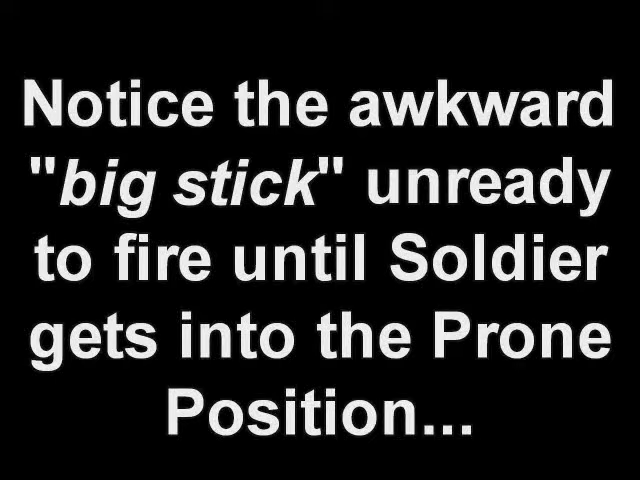 Notice the awkward
"big stick" unready
to fire until Soldier
gets into the Prone
Position...